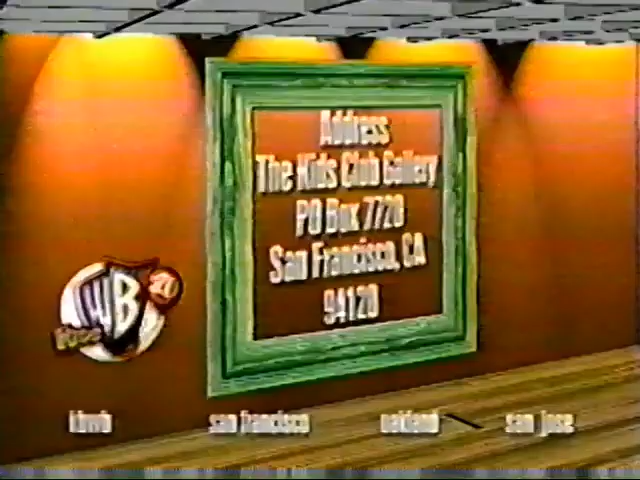 Address
The Kids Club Gallery
PO Box 7720
San Francisco, CA
94120
WB 20
kbwb san francisco oakland san jose